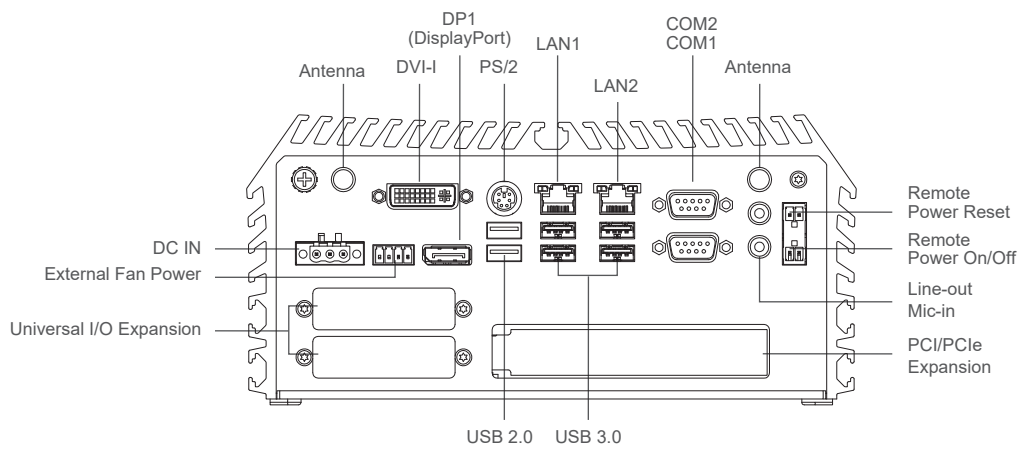 DP1
(DisplayPort)
COM2
COM1
LAN1
Antenna
DVI-I
PS/2
LAN2
Antenna
DC IN
External Fan Power
Universal I/O Expansion
Remote
Power Reset
Remote
Power On/Off
Line-out
Mic-in
PCI/PCIe
Expansion
USB 2.0
USB 3.0